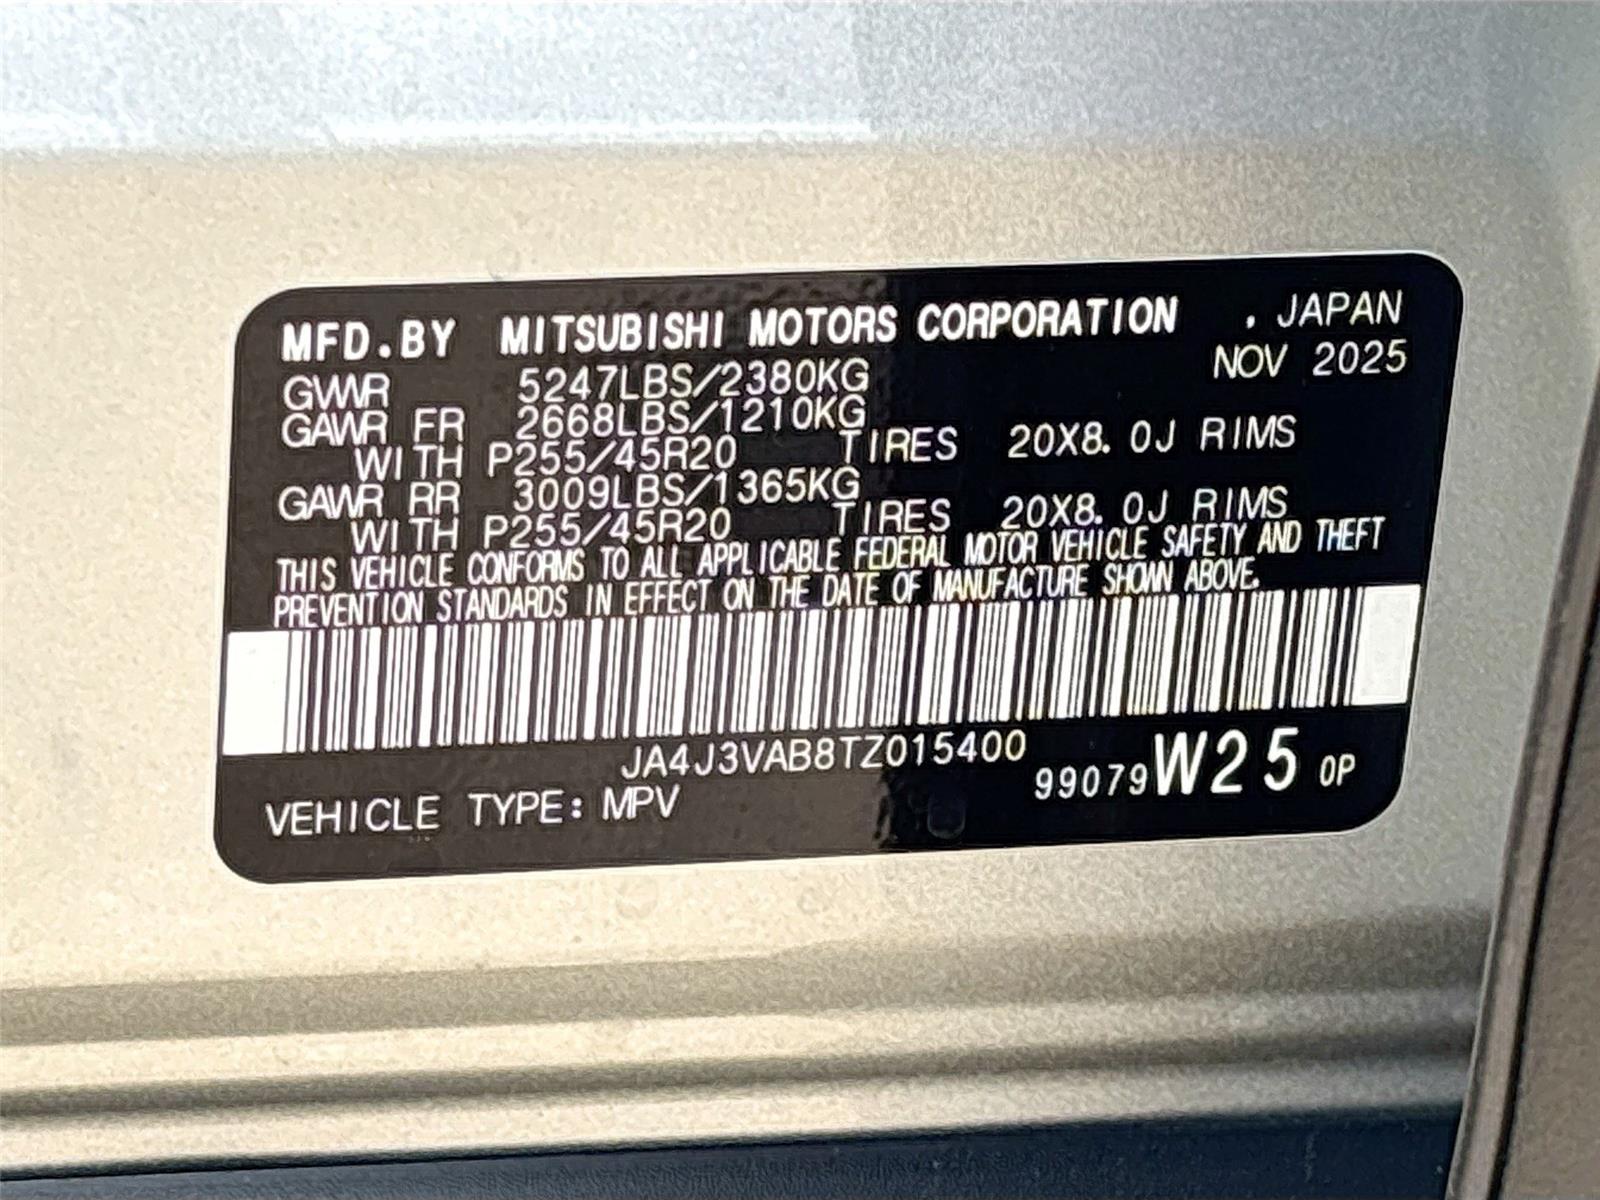 MFD.BY MITSUBISHI MOTORS CORPORATION , JAPAN
GVWR 5247LBS/2380KG NOV 2025
GAWR FR 2668LBS/1210KG
WITH P255/45R20 TIRES 20X8.0J RIMS
GAWR RR 3009LBS/1365KG
WITH P255/45R20 TIRES 20X8.0J RIMS
THIS VEHICLE CONFORMS TO ALL APPLICABLE FEDERAL MOTOR VEHICLE SAFETY AND THEFT
PREVENTION STANDARDS IN EFFECT ON THE DATE OF MANUFACTURE SHOWN ABOVE.
JA4J3VAB8TZ015400
VEHICLE TYPE: MPV 99079 W25 0P